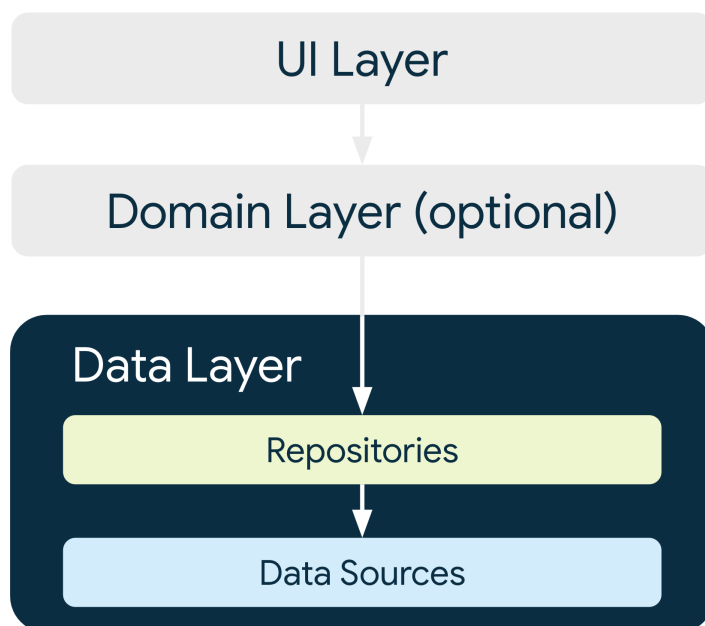 UI Layer
Domain Layer (optional)
Data Layer
Repositories
Data Sources